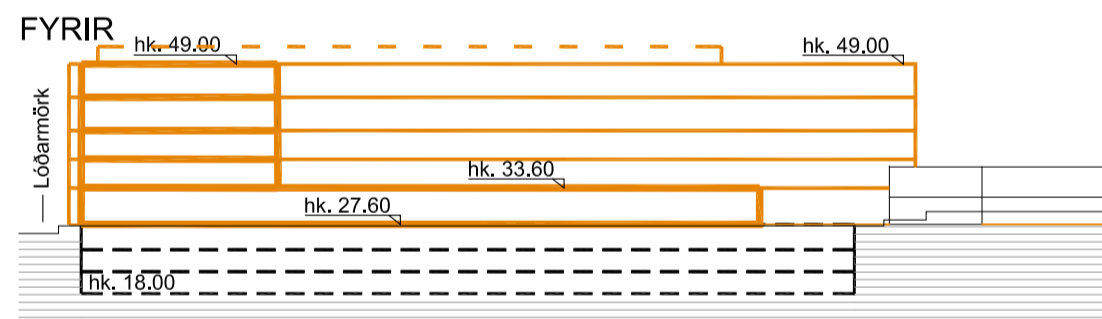 FYRIR
hk. 49.00
hk. 49.00
Lóðarmörk
hk. 33.60
hk. 27.60
hk. 18.00